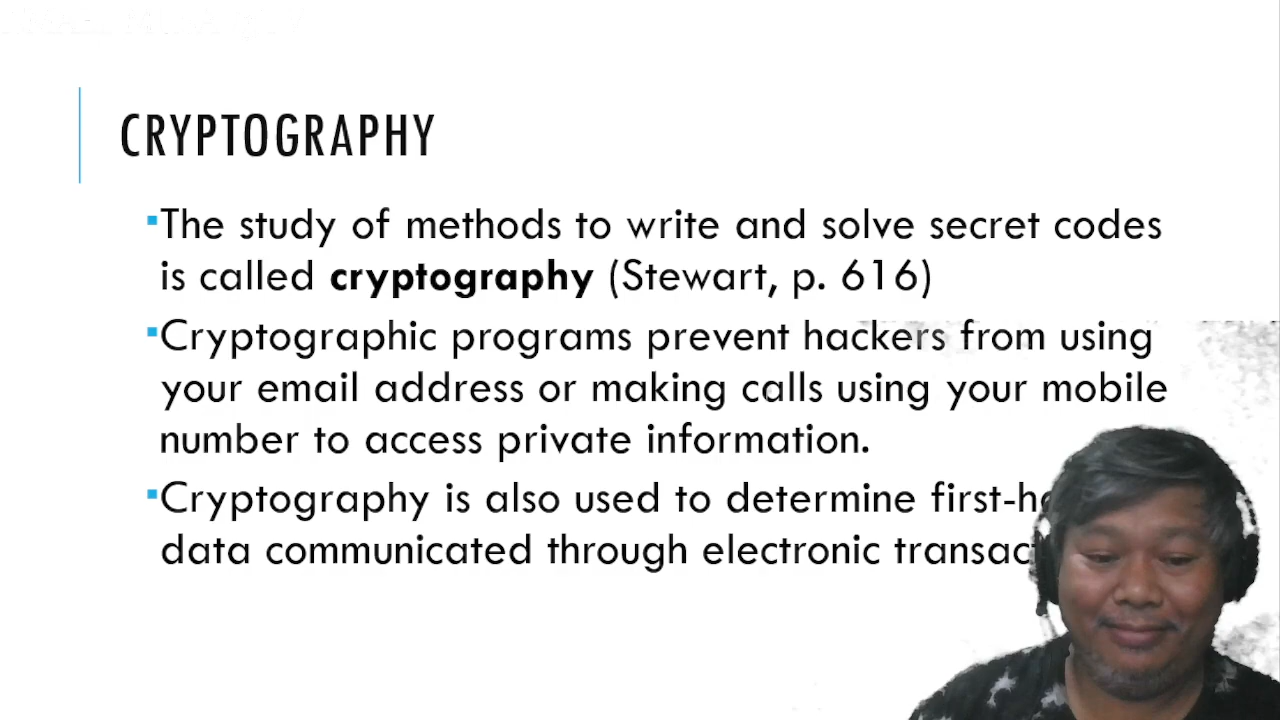 CRYPTOGRAPHY
▪The study of methods to write and solve secret codes
is called cryptography (Stewart, p. 616)
▪Cryptographic programs prevent hackers from using
your email address or making calls using your mobile
number to access private information.
▪Cryptography is also used to determine
data communicated through electronic